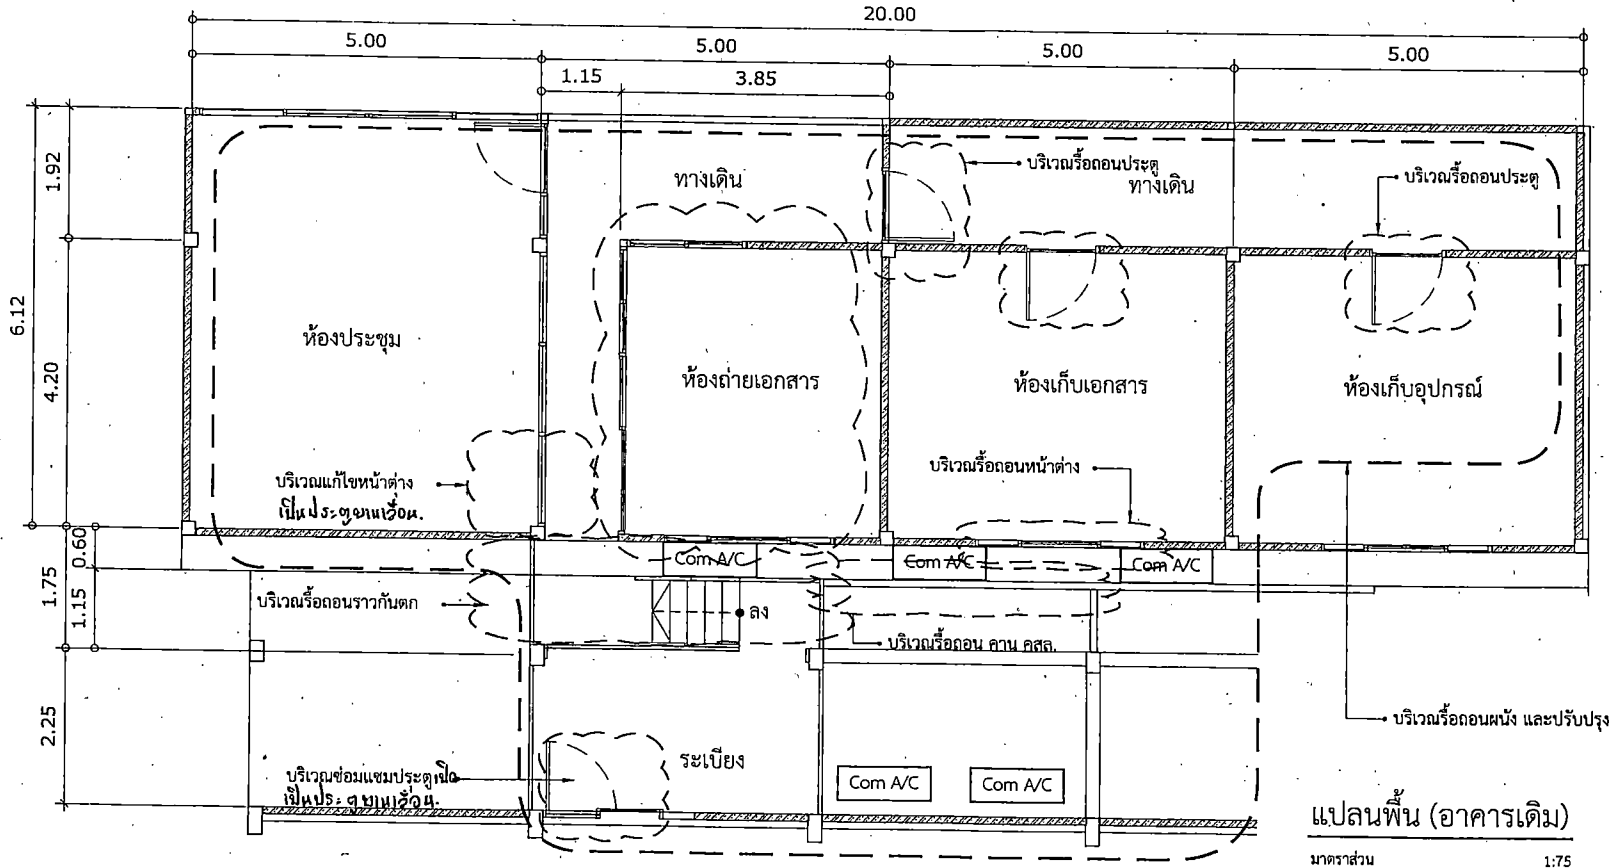 20.00
5.00
5.00
5.00
5.00
1.15
3.85
1.92
4.20
6.12
0.60
1.75
1.15
2.25
ทางเดิน
บริเวณรื้อถอนประตู
ทางเดิน
บริเวณรื้อถอนประตู
ห้องประชุม
ห้องถ่ายเอกสาร
ห้องเก็บเอกสาร
ห้องเก็บอุปกรณ์
บริเวณแก้ไขหน้าต่าง
เป็นประตูบานเลื่อน.
บริเวณรื้อถอนหน้าต่าง
Com A/C
Com A/C
Com A/C
บริเวณรื้อถอนราวกันตก
ลง
บริเวณรื้อถอน คาน คสล.
บริเวณรื้อถอนผนัง และปรับปรุง
ระเบียง
บริเวณซ่อมแซมประตูเปิด
เป็นประตูบานเลื่อน.
Com A/C
Com A/C
แปลนพื้น (อาคารเดิม)
มาตราส่วน 1:75